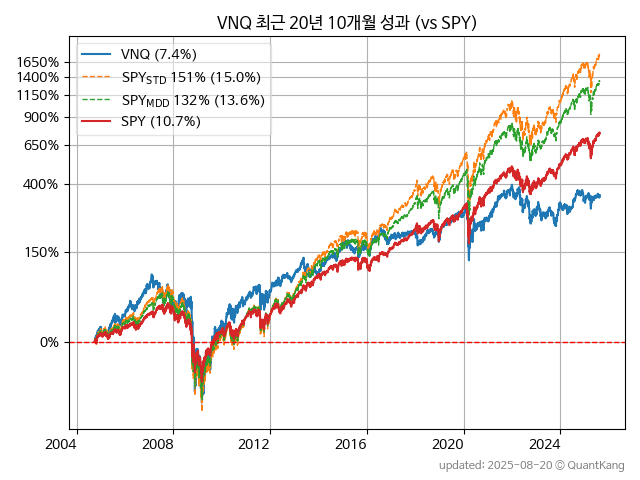 VNQ 최근 20년 10개월 성과 (vs SPY)
VNQ (7.4%)
SPY_STD 151% (15.0%)
SPY_MDD 132% (13.6%)
SPY (10.7%)
1650%
1400%
1150%
900%
650%
400%
150%
0%
2004 2008 2012 2016 2020 2024
updated: 2025-08-20 © QuantKang